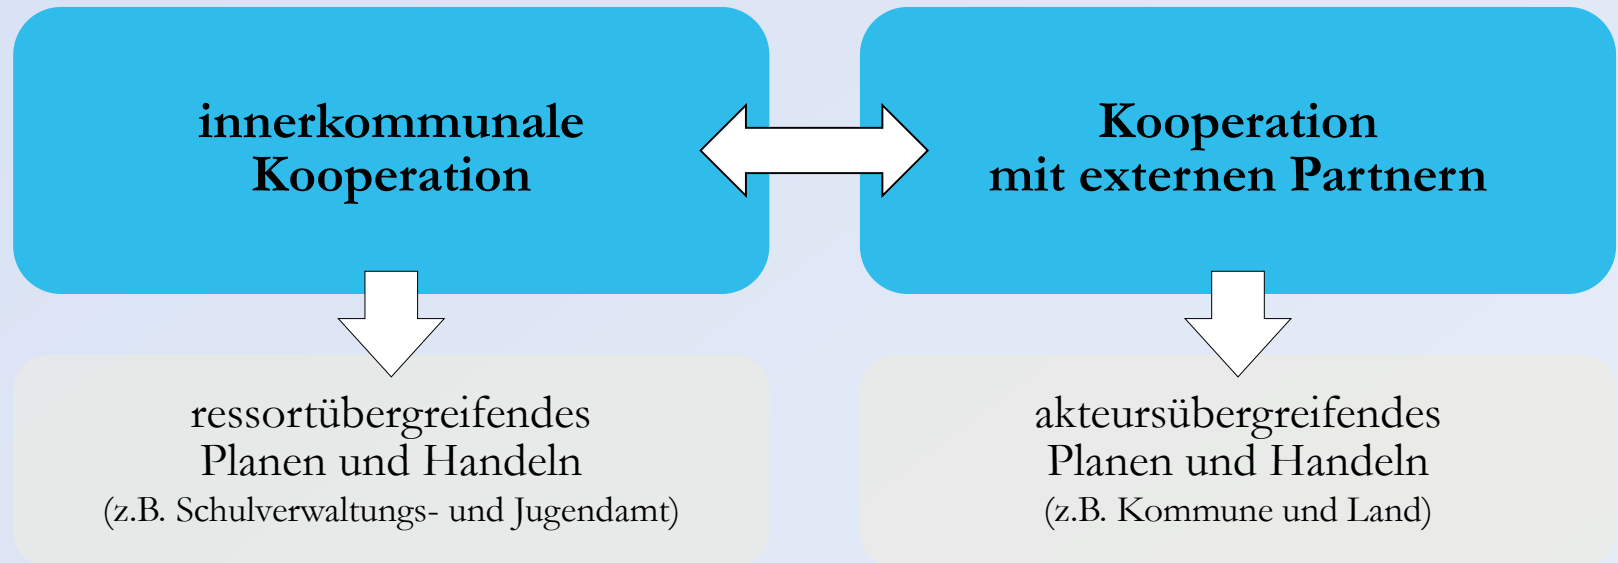 innerkommunale
Kooperation
Kooperation
mit externen Partnern
ressortübergreifendes
Planen und Handeln
(z.B. Schulverwaltungs- und Jugendamt)
akteursübergreifendes
Planen und Handeln
(z.B. Kommune und Land)